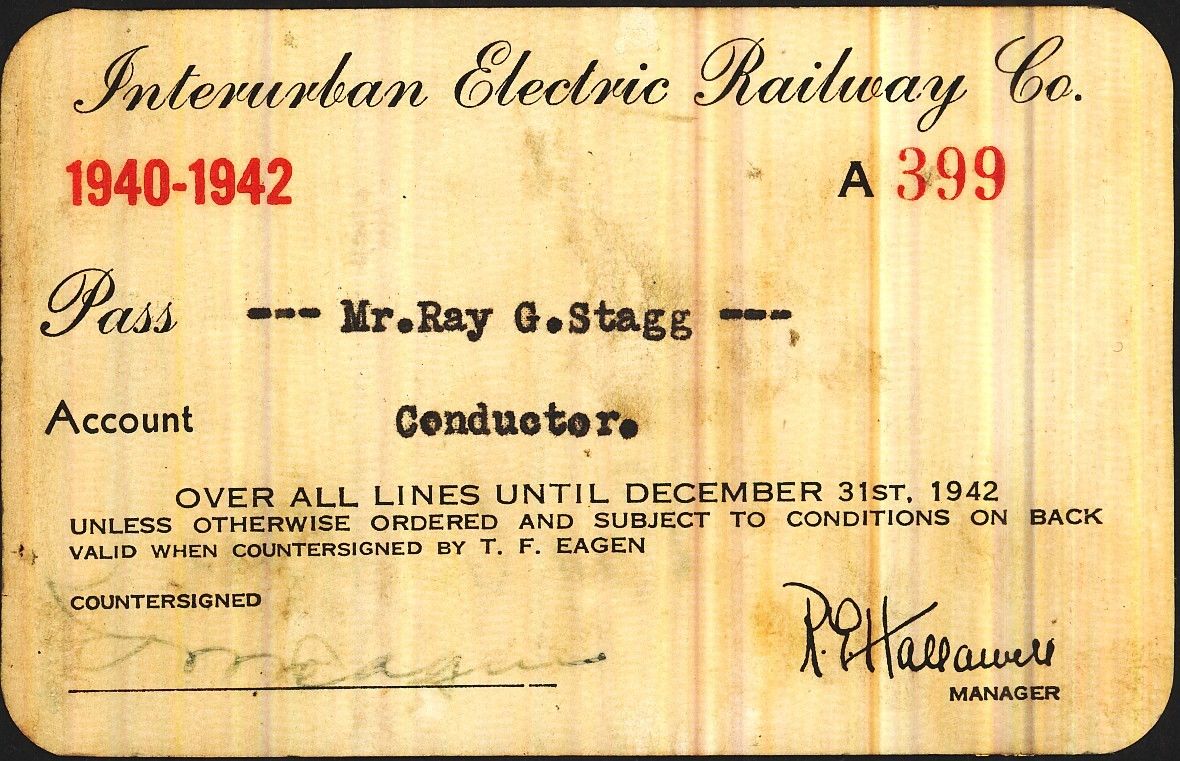 Interurban Electric Railway Co.
1940-1942 A 399
Pass --- Mr.Ray G.Stagg ---
Account Conductor.
OVER ALL LINES UNTIL DECEMBER 31ST, 1942
UNLESS OTHERWISE ORDERED AND SUBJECT TO CONDITIONS ON BACK
VALID WHEN COUNTERSIGNED BY T. F. EAGEN
COUNTERSIGNED
R.E. Hallawell
MANAGER